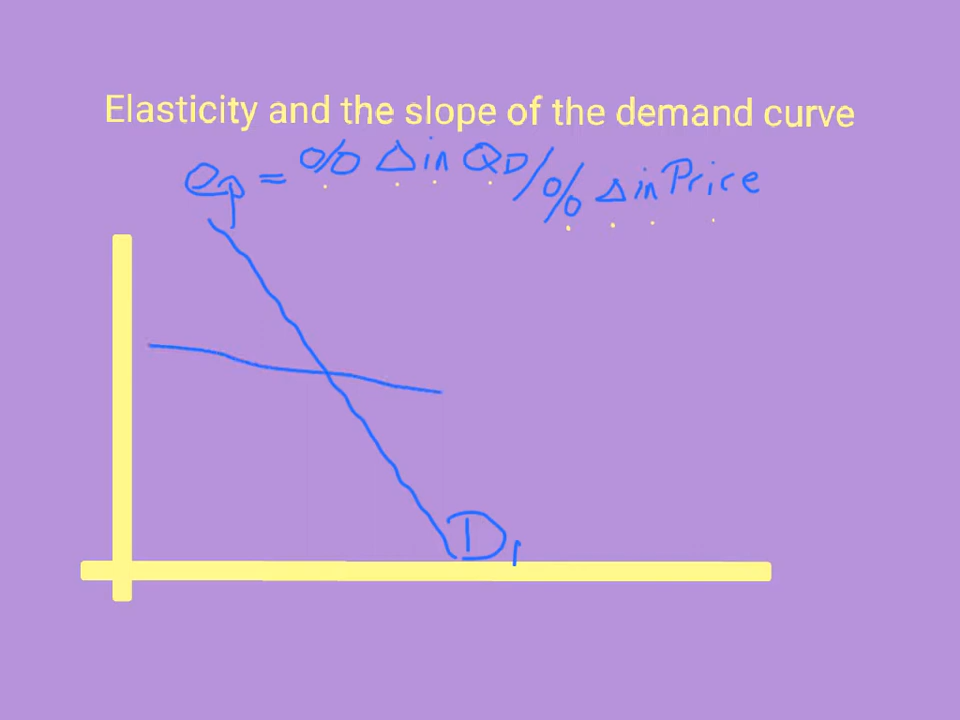 Elasticity and the slope of the demand curve
ep = % Δ in QD/% Δ in Price
D1